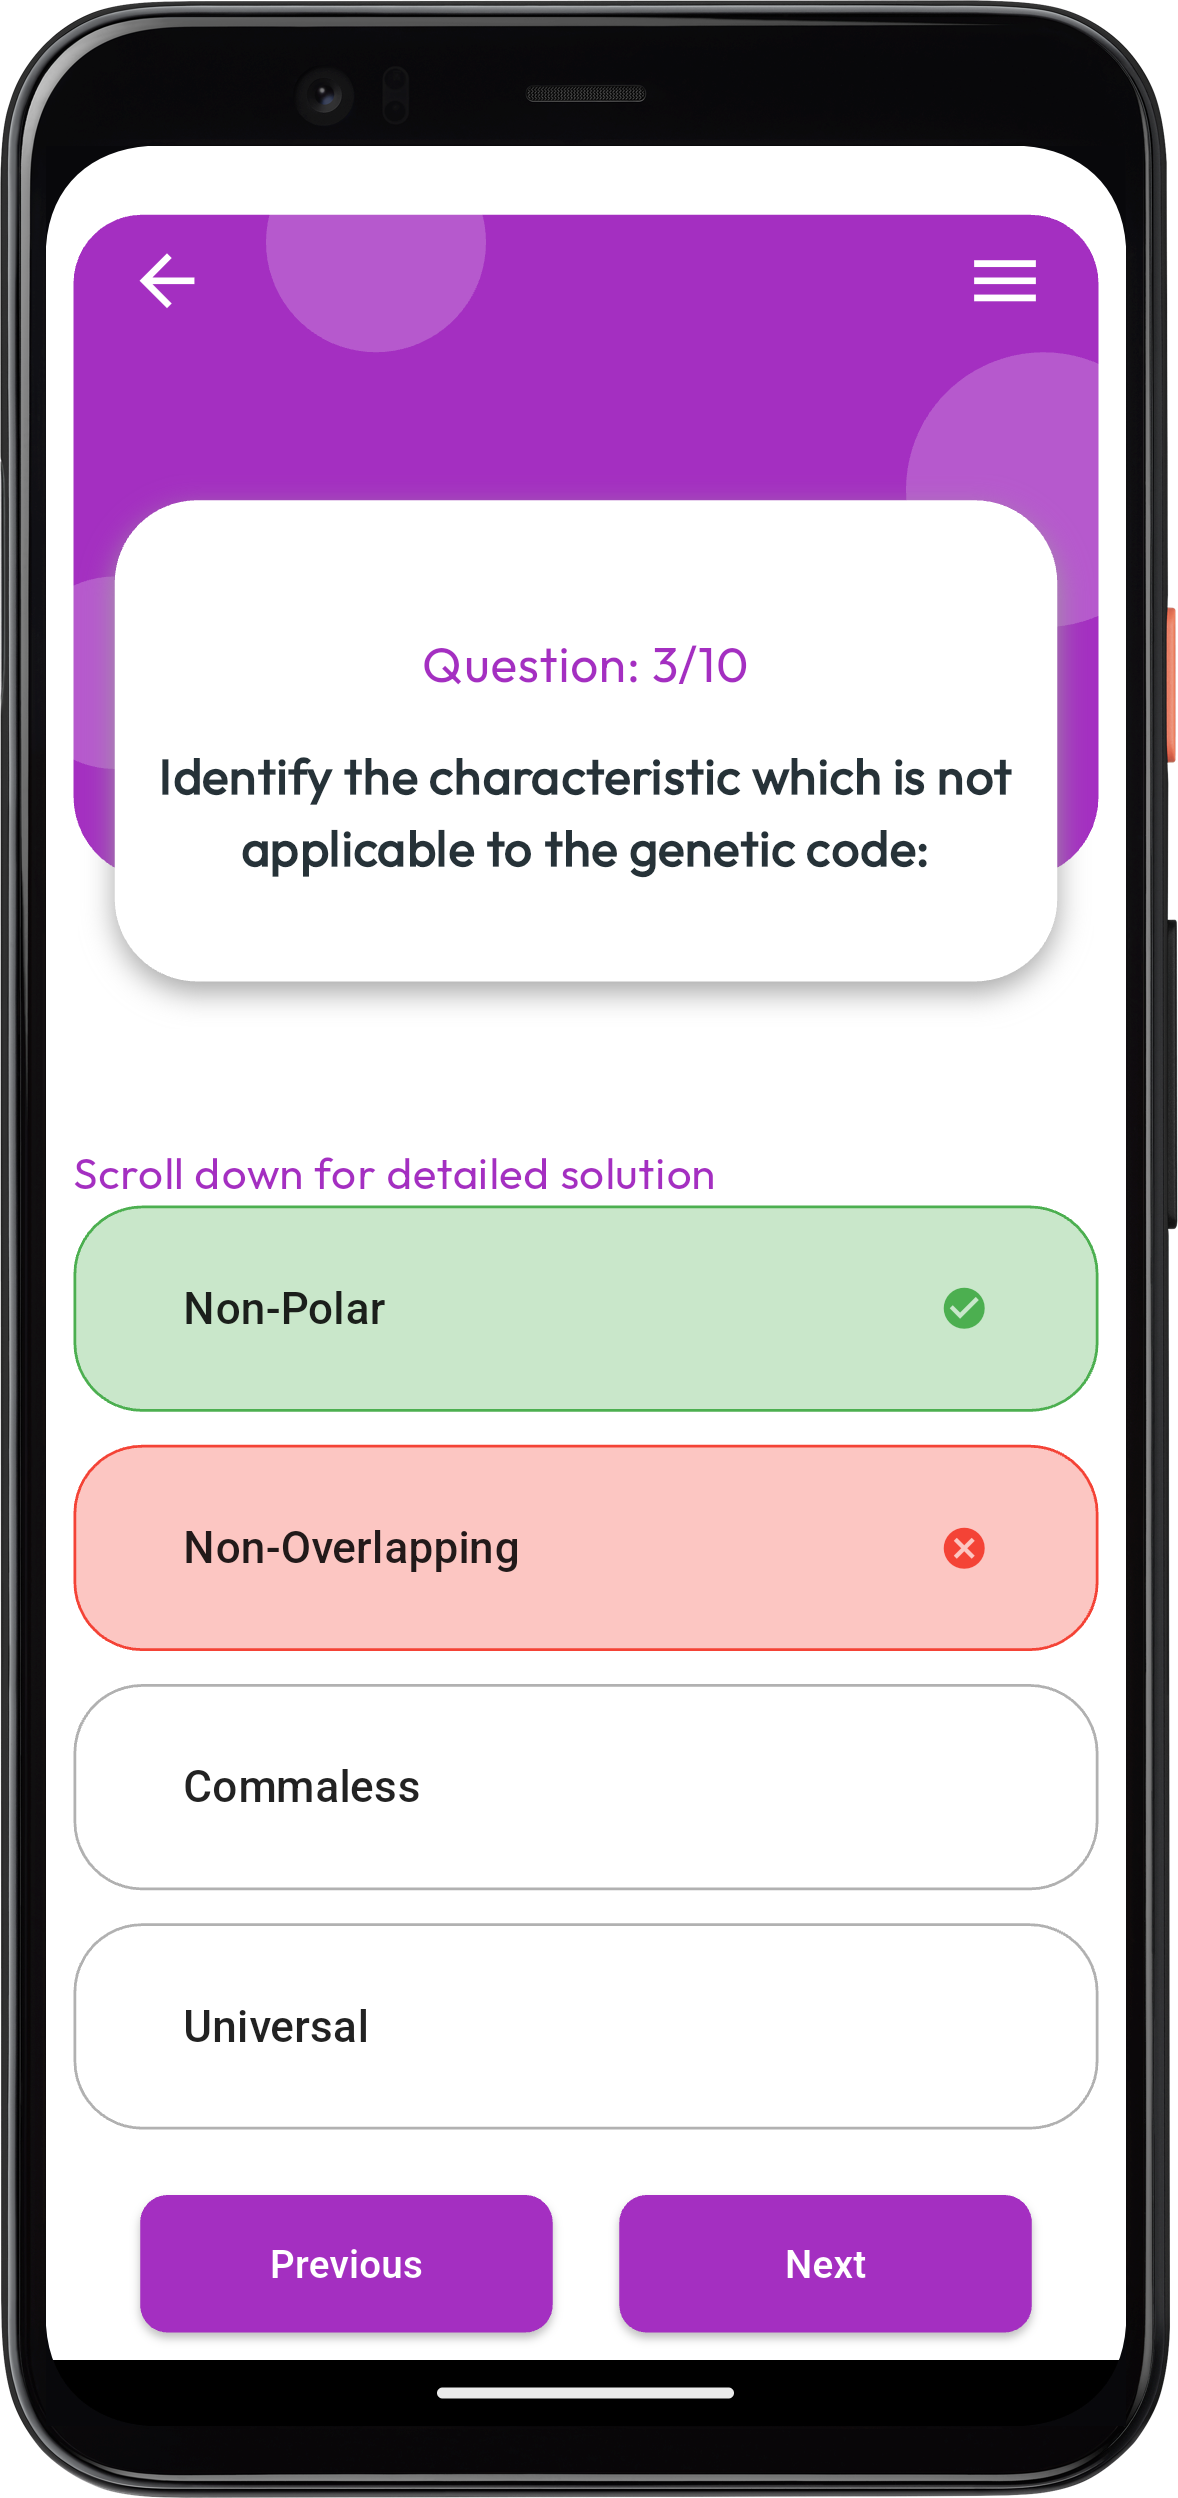 Question: 3/10
Identify the characteristic which is not
applicable to the genetic code:
Scroll down for detailed solution
Non-Polar
Non-Overlapping
Commaless
Universal
Previous
Next